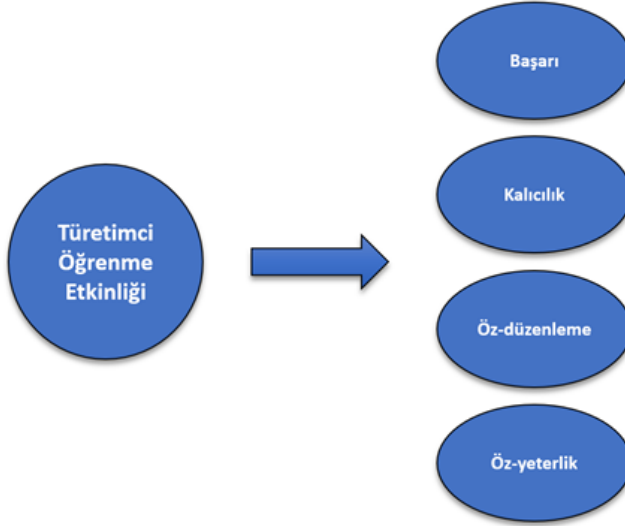 Türetimci
Öğrenme
Etkinliği
Başarı
Kalıcılık
Öz-düzenleme
Öz-yeterlik